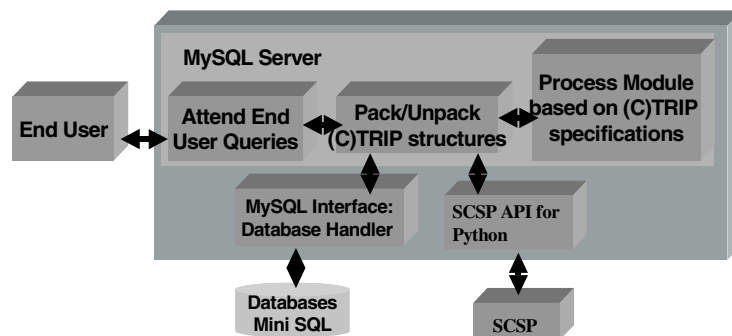 MySQL Server
End User
Attend End
User Queries
Pack/Unpack
(C)TRIP structures
Process Module
based on (C)TRIP
specifications
MySQL Interface:
Database Handler
SCSP API for
Python
Databases
Mini SQL
SCSP